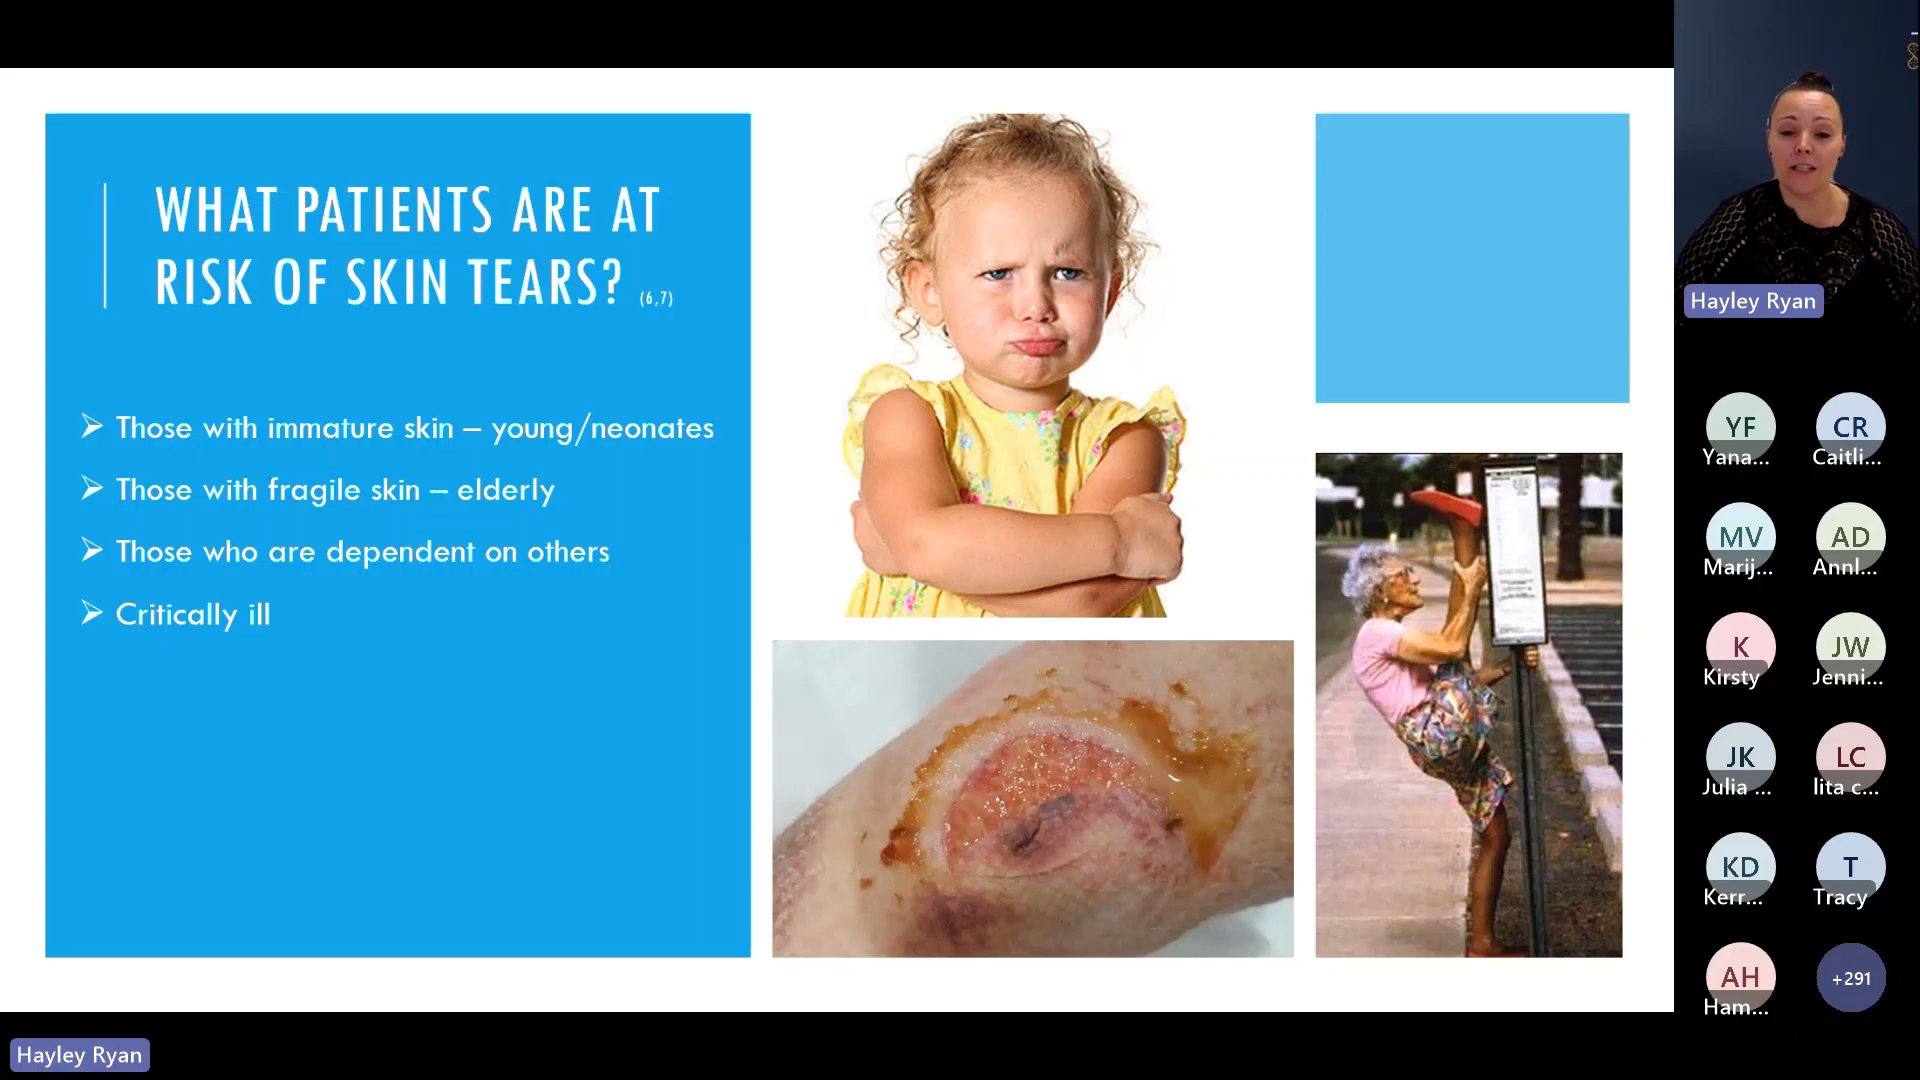 WHAT PATIENTS ARE AT
RISK OF SKIN TEARS? (6,7)
Those with immature skin – young/neonates
Those with fragile skin – elderly
Those who are dependent on others
Critically ill
Hayley Ryan
YF
Yana...
CR
Caitli...
MV
Marij...
AD
Annl...
K
Kirsty
JW
Jenni...
JK
Julia ...
LC
lita c...
KD
Kerr...
T
Tracy
AH
Ham...
+291
Hayley Ryan